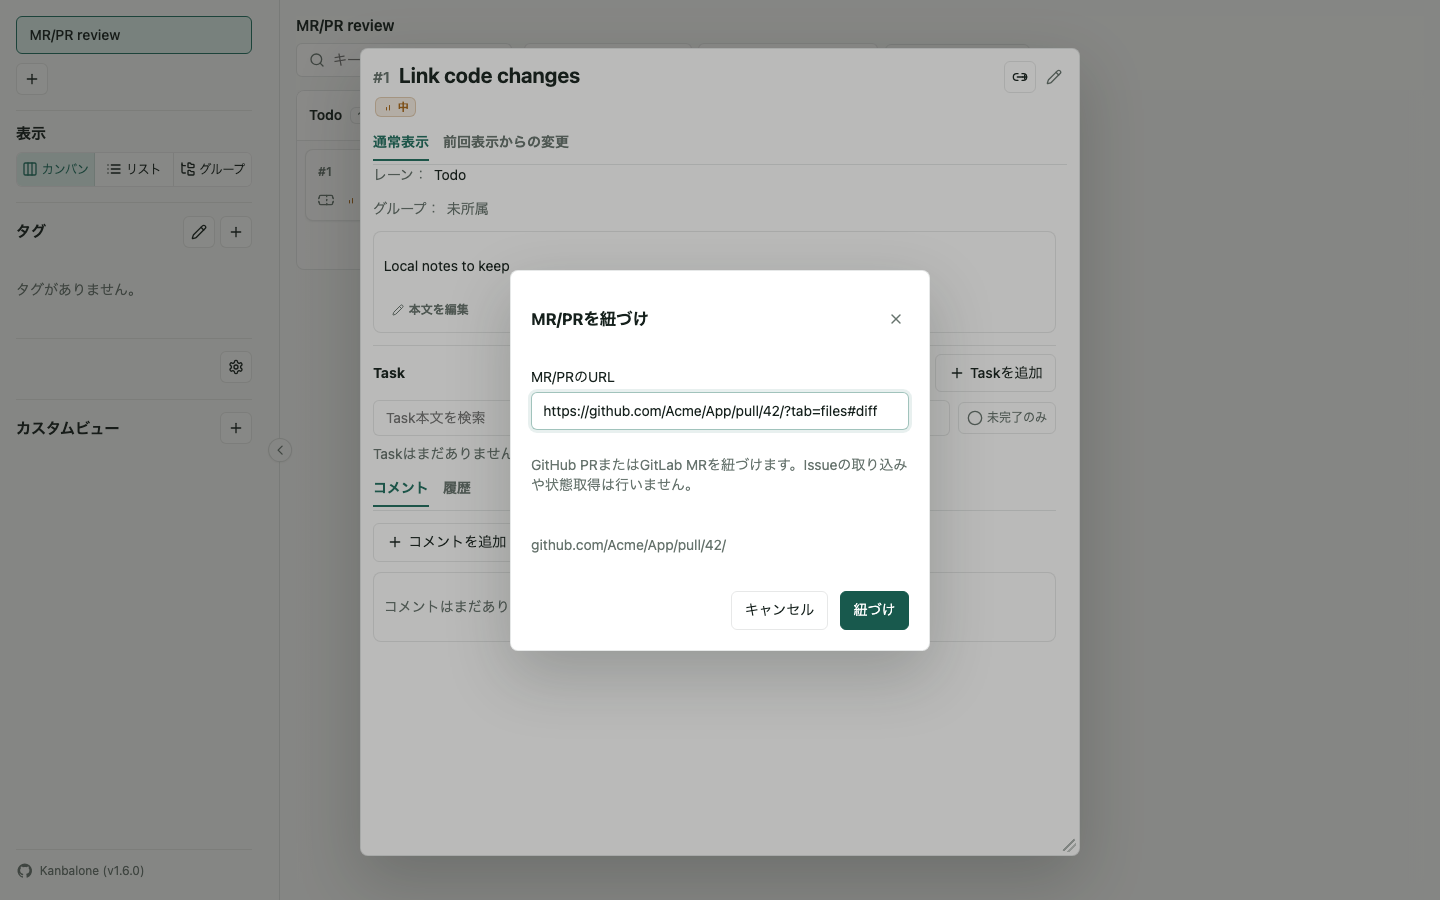 MR/PR review
表示
カンバン
リスト
グループ
タグ
タグがありません。
カスタムビュー
Kanbalone (v1.6.0)
MR/PR review
キー
Todo
#1
#1 Link code changes
中
通常表示
前回表示からの変更
レーン： Todo
グループ： 未所属
Local notes to keep
本文を編集
Task
Taskを追加
Task本文を検索
未完了のみ
Taskはまだありません
コメント
履歴
コメントを追加
コメントはまだあり
MR/PRを紐づけ
MR/PRのURL
https://github.com/Acme/App/pull/42/?tab=files#diff
GitHub PRまたはGitLab MRを紐づけます。Issueの取り込み
や状態取得は行いません。
github.com/Acme/App/pull/42/
キャンセル
紐づけ